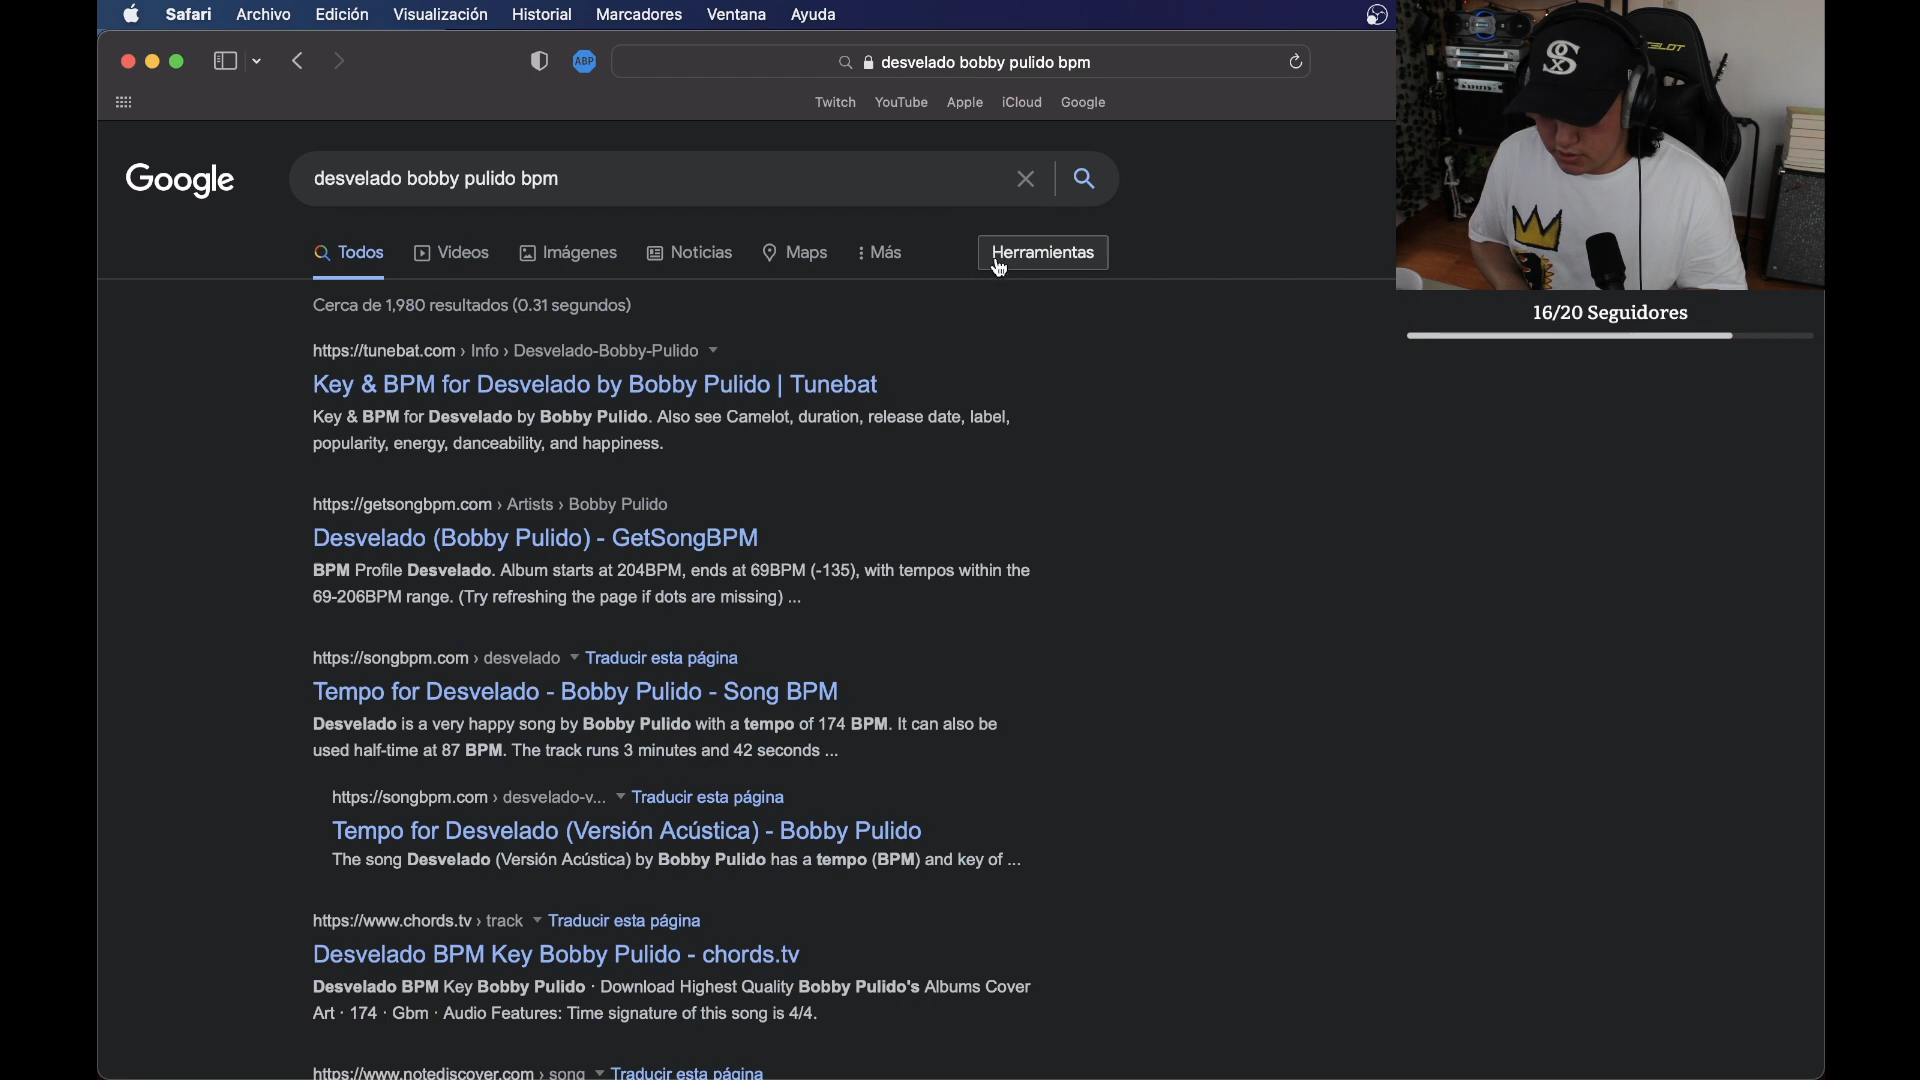 Safari Archivo Edición Visualización Historial Marcadores Ventana Ayuda
ABP
desvelado bobby pulido bpm
Twitch YouTube Apple iCloud Google
Google
desvelado bobby pulido bpm
Todos Videos Imágenes Noticias Maps Más Herramientas
Cerca de 1,980 resultados (0.31 segundos)
https://tunebat.com › Info › Desvelado-Bobby-Pulido
Key & BPM for Desvelado by Bobby Pulido | Tunebat
Key & BPM for Desvelado by Bobby Pulido. Also see Camelot, duration, release date, label,
popularity, energy, danceability, and happiness.
https://getsongbpm.com › Artists › Bobby Pulido
Desvelado (Bobby Pulido) - GetSongBPM
BPM Profile Desvelado. Album starts at 204BPM, ends at 69BPM (-135), with tempos within the
69-206BPM range. (Try refreshing the page if dots are missing) ...
https://songbpm.com › desvelado Traducir esta página
Tempo for Desvelado - Bobby Pulido - Song BPM
Desvelado is a very happy song by Bobby Pulido with a tempo of 174 BPM. It can also be
used half-time at 87 BPM. The track runs 3 minutes and 42 seconds ...
https://songbpm.com › desvelado-v... Traducir esta página
Tempo for Desvelado (Versión Acústica) - Bobby Pulido
The song Desvelado (Versión Acústica) by Bobby Pulido has a tempo (BPM) and key of ...
https://www.chords.tv › track Traducir esta página
Desvelado BPM Key Bobby Pulido - chords.tv
Desvelado BPM Key Bobby Pulido · Download Highest Quality Bobby Pulido's Albums Cover
Art · 174 · Gbm · Audio Features: Time signature of this song is 4/4.
https://www.notediscover.com › song Traducir esta página
16/20 Seguidores